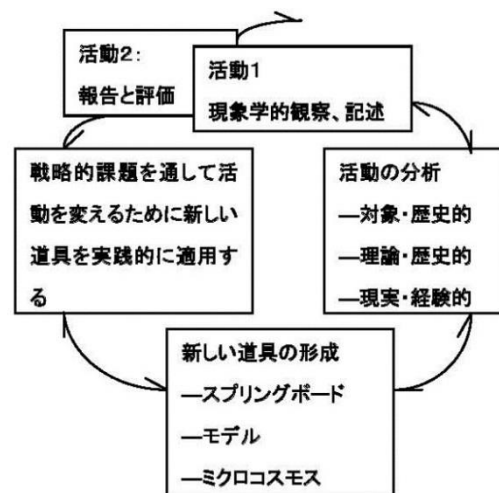 活動2:
報告と評価
活動1
現象学的観察、記述
戦略的課題を通して活
動を変えるために新しい
道具を実践的に適用す
る
活動の分析
―対象・歴史的
―理論・歴史的
―現実・経験的
新しい道具の形成
―スプリングボード
―モデル
―ミクロコスモス